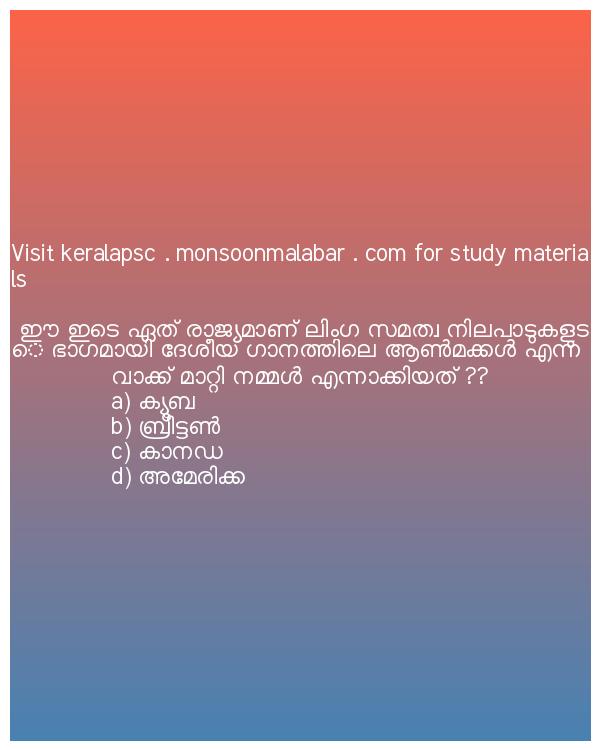 Visit keralapsc . monsoonmalabar . com for study materia
ls
ഈ ഇടെ ഏത് രാജ്യമാണ് ലിംഗ സമത്വ നിലപാടുകളുട
െ ഭാഗമായി ദേശീയ ഗാനത്തിലെ ആൺമക്കൾ എന്ന
വാക്ക് മാറ്റി നമ്മൾ എന്നാക്കിയത് ??
a) ക്യൂബ
b) ബ്രീട്ടൺ
c) കാനഡ
d) അമേരിക്ക